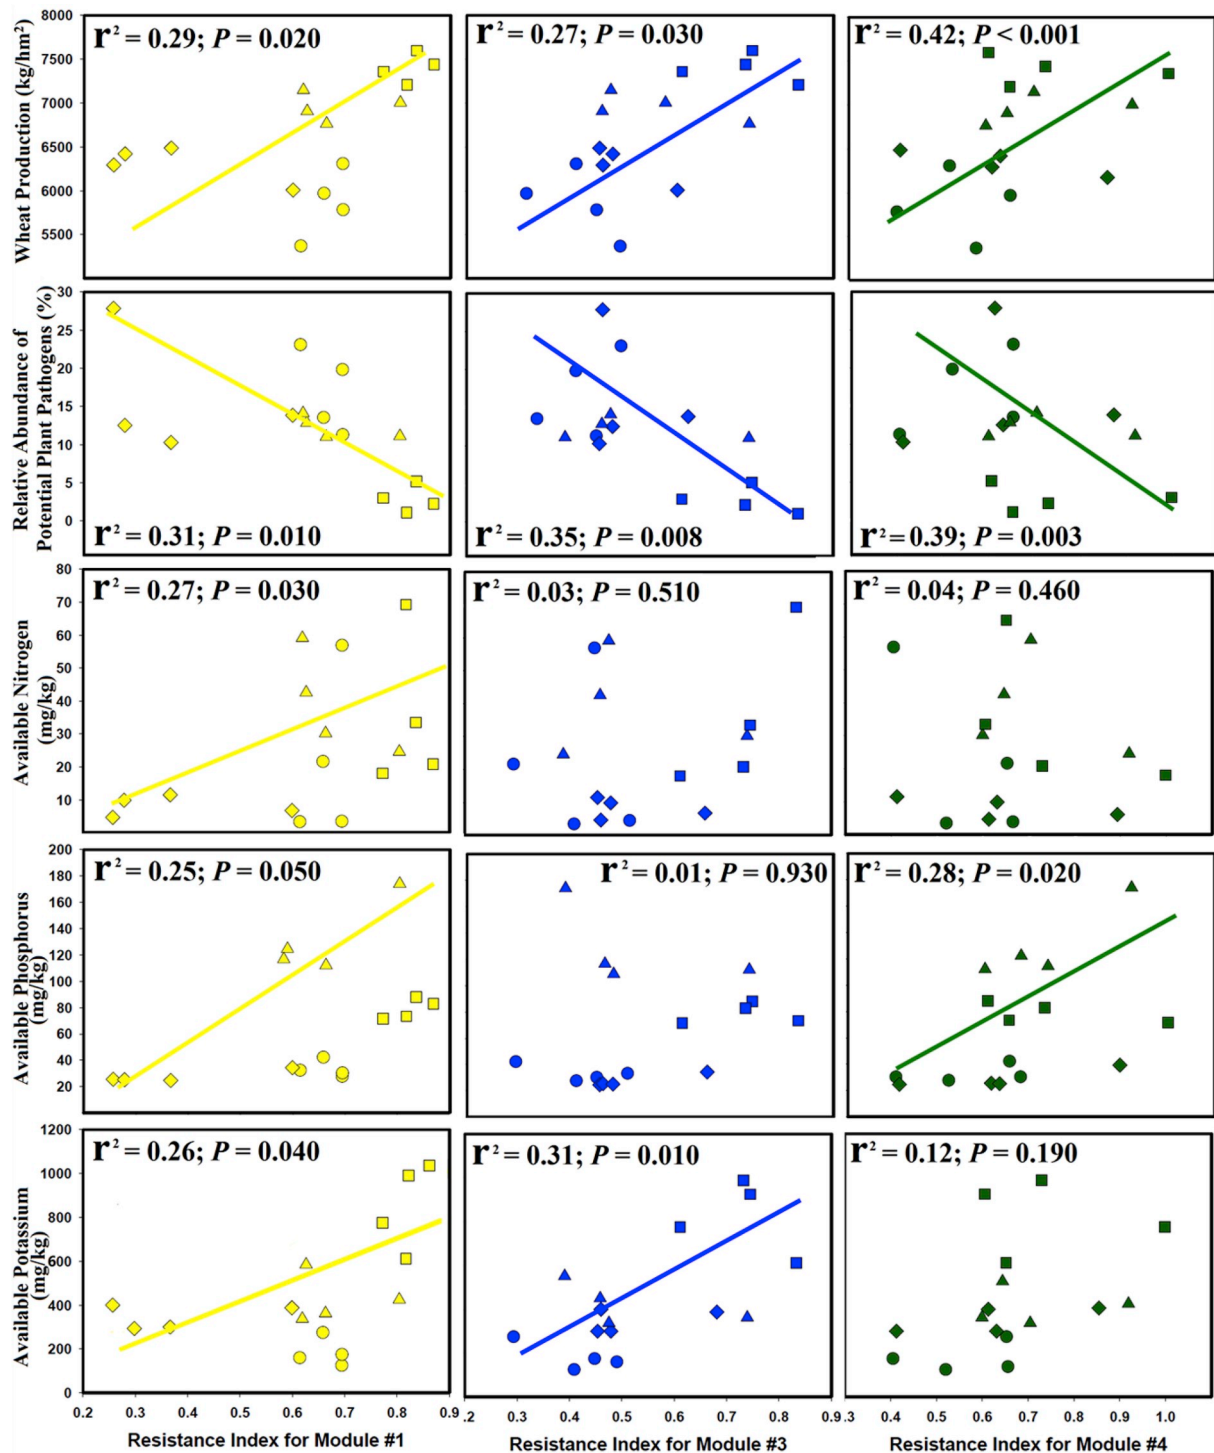 r² = 0.29; P = 0.020
r² = 0.27; P = 0.030
r² = 0.42; P < 0.001
Wheat Production (kg/hm²)
8000
7500
7000
6500
6000
5500
r² = 0.31; P = 0.010
r² = 0.35; P = 0.008
r² = 0.39; P = 0.003
Relative Abundance of
Potential Plant Pathogens (%)
30
25
20
15
10
5
0
r² = 0.27; P = 0.030
r² = 0.03; P = 0.510
r² = 0.04; P = 0.460
Available Nitrogen
(mg/kg)
80
70
60
50
40
30
20
10
r² = 0.25; P = 0.050
r² = 0.01; P = 0.930
r² = 0.28; P = 0.020
Available Phosphorus
(mg/kg)
200
180
160
140
120
100
80
60
40
20
r² = 0.26; P = 0.040
r² = 0.31; P = 0.010
r² = 0.12; P = 0.190
Available Potassium
(mg/kg)
1200
1000
800
600
400
200
0
0.2 0.3 0.4 0.5 0.6 0.7 0.8 0.9
0.2 0.3 0.4 0.5 0.6 0.7 0.8 0.9
.3 0.4 0.5 0.6 0.7 0.8 0.9 1.0
Resistance Index for Module #1
Resistance Index for Module #3
Resistance Index for Module #4